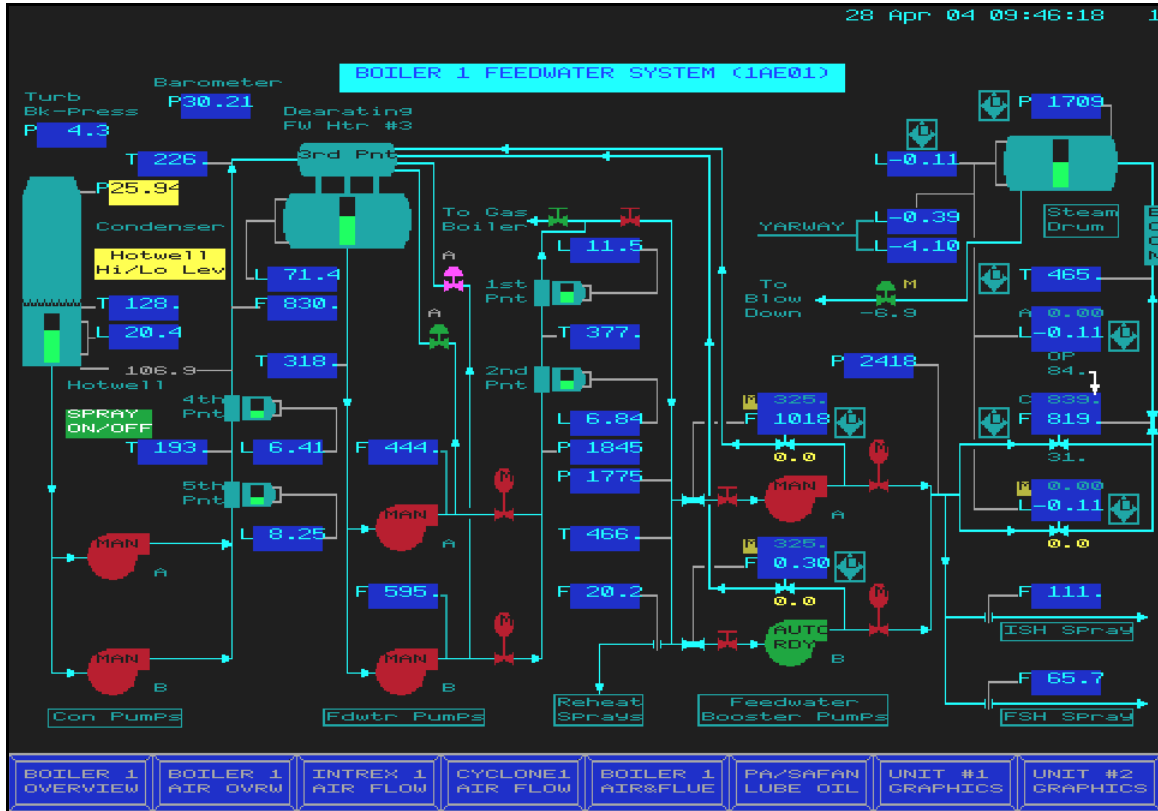 28 Apr 04 09:46:18 1
BOILER 1 FEEDWATER SYSTEM (1AE01)
Barometer
P30.21
Turb
Bk-Press
P 4.3
Dearating
FW Htr #3
3rd Pnt
T 226
P25.94
Condenser
Hotwell
Hi/Lo Lev
L 71.4
T 128.
F 830.
L 20.4
106.9
T 318
Hotwell
SPRAY
ON/OFF
4th
Pnt
T 193.
L 6.41
5th
Pnt
L 8.25
MAN
A
MAN
B
Con Pumps
F 444.
MAN
A
M
F 595.
MAN
B
M
Fdwtr Pumps
A
A
To Gas
Boiler
L 11.5
1st
Pnt
T 377.
2nd
Pnt
L 6.84
P 1845
P 1775
T 466
F 20.2
Reheat
Sprays
P 2418
M 325.
F 1018
0.0
MAN
A
M
M 325.
F 0.30
0.0
AUTO
RDY
B
M
Feedwater
Booster Pumps
P 1709
L-0.11
L-0.39
YARWAY
L-4.10
Steam
Drum
ECON
T 465
To
Blow
Down
M
-6.9
A 0.00
L-0.11
OP
84.
C 839.
F 819
31.
M 0.00
L-0.11
0.0
F 111.
ISH Spray
F 65.7
FSH Spray
BOILER 1
OVERVIEW
BOILER 1
AIR OVRW
INTREX 1
AIR FLOW
CYCLONE1
AIR FLOW
BOILER 1
AIR&FLUE
PA/SAFAN
LUBE OIL
UNIT #1
GRAPHICS
UNIT #2
GRAPHICS